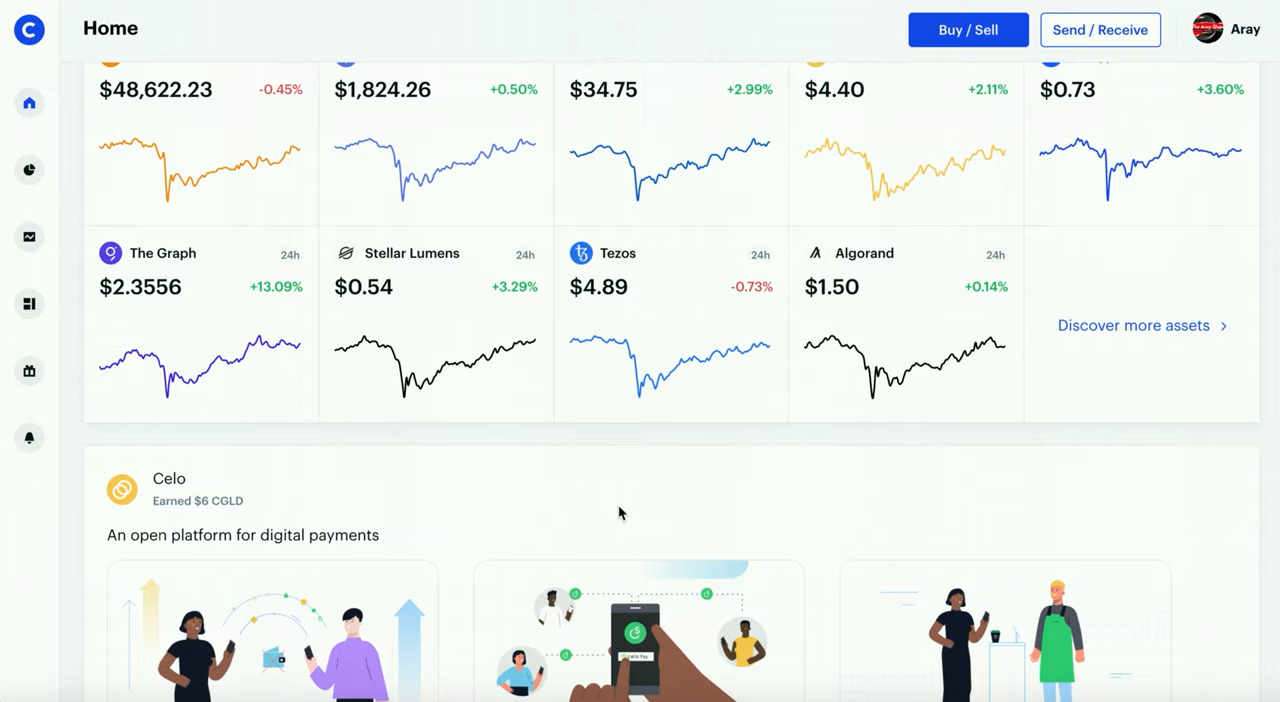 Home
Buy / Sell
Send / Receive
Aray
$48,622.23 -0.45%
$1,824.26 +0.50%
$34.75 +2.99%
$4.40 +2.11%
$0.73 +3.60%
The Graph 24h
$2.3556 +13.09%
Stellar Lumens 24h
$0.54 +3.29%
Tezos 24h
$4.89 -0.73%
Algorand 24h
$1.50 +0.14%
Discover more assets
Celo
Earned $6 CGLD
An open platform for digital payments